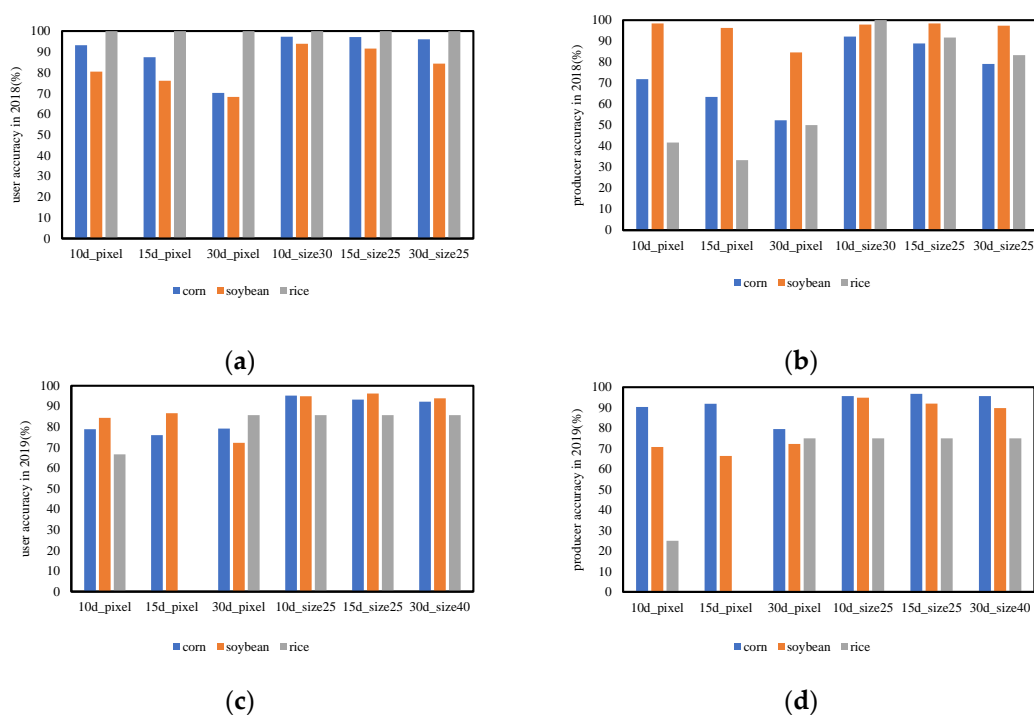 user accuracy in 2018(%)
100
90
80
70
60
50
40
30
20
10
0
10d_pixel 15d_pixel 30d_pixel 10d_size30 15d_size25 30d_size25
corn soybean rice
(a)
producer accuracy in 2018(%)
100
90
80
70
60
50
40
30
20
10
0
10d_pixel 15d_pixel 30d_pixel 10d_size30 15d_size25 30d_size25
corn soybean rice
(b)
user accuracy in 2019(%)
100
90
80
70
60
50
40
30
20
10
0
10d_pixel 15d_pixel 30d_pixel 10d_size25 15d_size25 30d_size40
corn soybean rice
(c)
producer accuracy in 2019(%)
100
90
80
70
60
50
40
30
20
10
0
10d_pixel 15d_pixel 30d_pixel 10d_size25 15d_size25 30d_size40
corn soybean rice
(d)